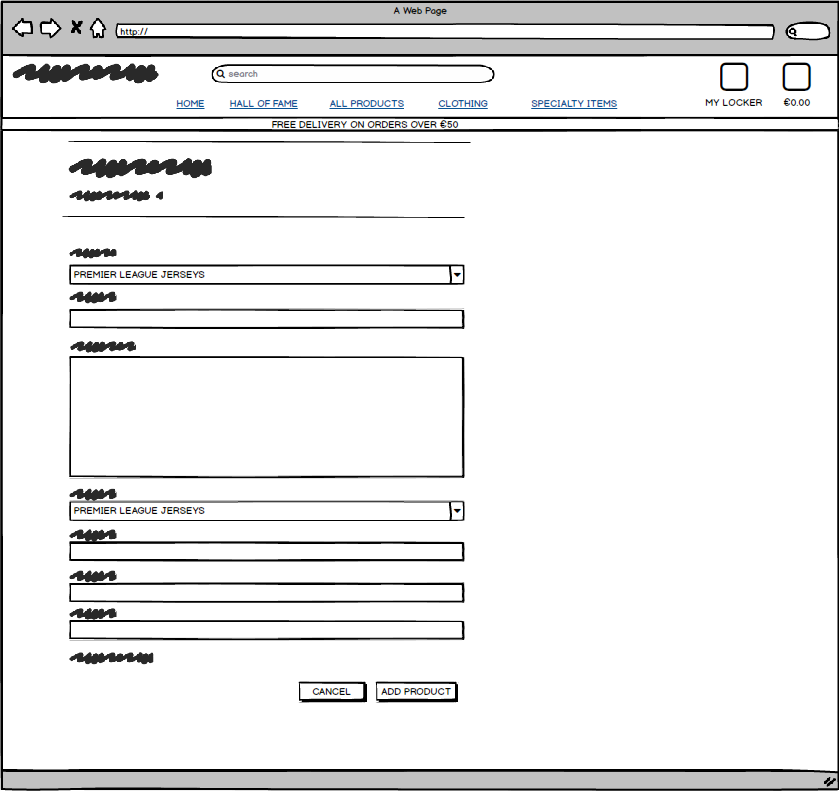 A Web Page
http://
search
MY LOCKER
€0.00
HOME HALL OF FAME ALL PRODUCTS CLOTHING SPECIALTY ITEMS
FREE DELIVERY ON ORDERS OVER €50
PREMIER LEAGUE JERSEYS
PREMIER LEAGUE JERSEYS
CANCEL ADD PRODUCT